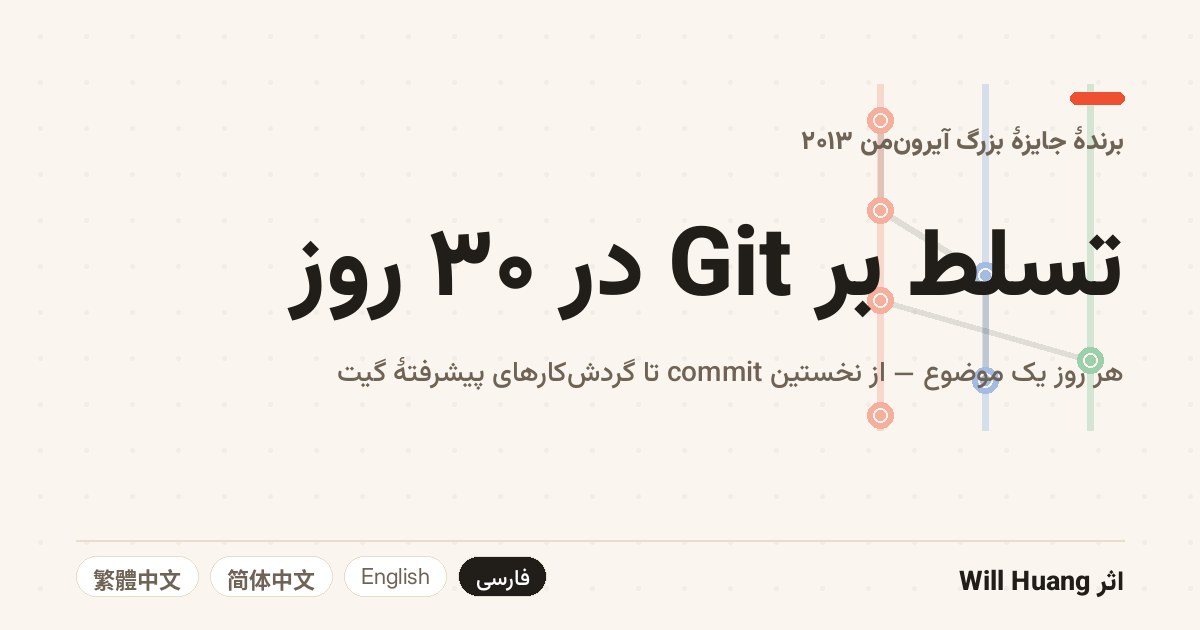 برندهٔ جایزهٔ بزرگ آیرون‌من ۲۰۱۳
تسلط بر Git در ۳۰ روز
هر روز یک موضوع — از نخستین commit تا گردش‌کارهای پیشرفتهٔ گیت
اثر Will Huang
فارسی
English
简体中文
繁體中文